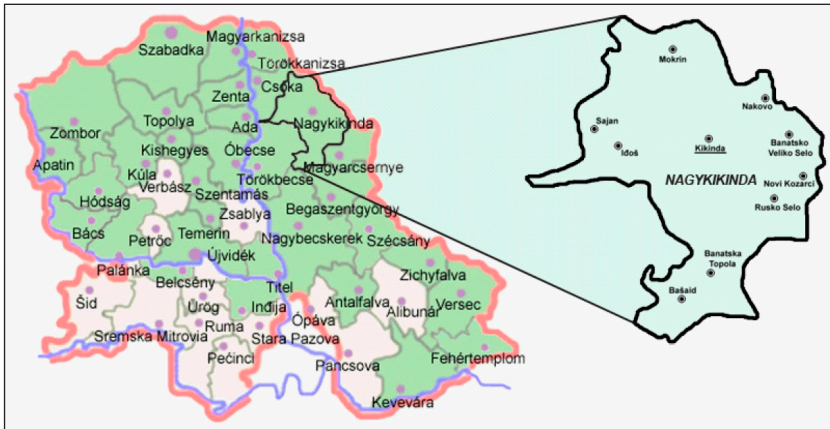 Szabadka
Magyarkanizsa
Törökkanizsa
Csóka
Zenta
Topolya
Ada
Nagykikinda
Zombor
Kishegyes
Óbecse
Apatin
Kúla
Verbász
Magyarcsernye
Törökbecse
Szentamás
Hódság
Zsablya
Begaszentgyörgy
Bács
Petrőc
Temerin
Nagybecskerek
Szécsány
Újvidék
Palánka
Belcsény
Titel
Zichyfalva
Šid
Ürög
Inđija
Antalfalva
Alibunár
Versec
Ruma
Ópáva
Sremska Mitrovia
Stara Pazova
Pečinci
Pancsova
Fehértemplom
Kevevára
Mokrin
Nakovo
Sajan
Iđoš
Kikinda
Banatsko
Veliko Selo
NAGYKIKINDA
Novi Kozarci
Rusko Selo
Banatska
Topola
Bašaid